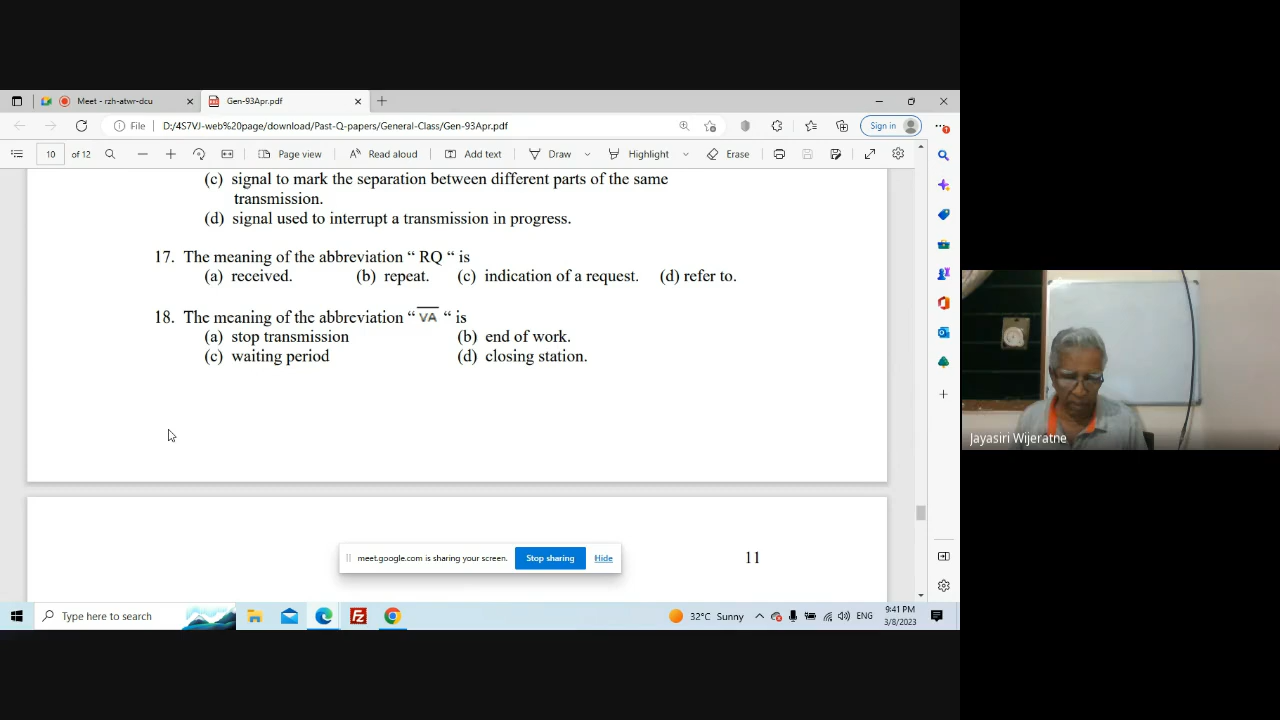 Meet - rzh-atwr-dcu
Gen-93Apr.pdf
File D:/4S7VJ-web%20page/download/Past-Q-papers/General-Class/Gen-93Apr.pdf
Sign in
10 of 12
Page view
Read aloud
Add text
Draw
Highlight
Erase
(c) signal to mark the separation between different parts of the same
transmission.
(d) signal used to interrupt a transmission in progress.
17. The meaning of the abbreviation “ RQ “ is
(a) received. (b) repeat. (c) indication of a request. (d) refer to.
18. The meaning of the abbreviation “ V̅A̅ “ is
(a) stop transmission (b) end of work.
(c) waiting period (d) closing station.
11
meet.google.com is sharing your screen. Stop sharing Hide
Jayasiri Wijeratne
Type here to search
32°C Sunny
ENG
9:41 PM
3/8/2023